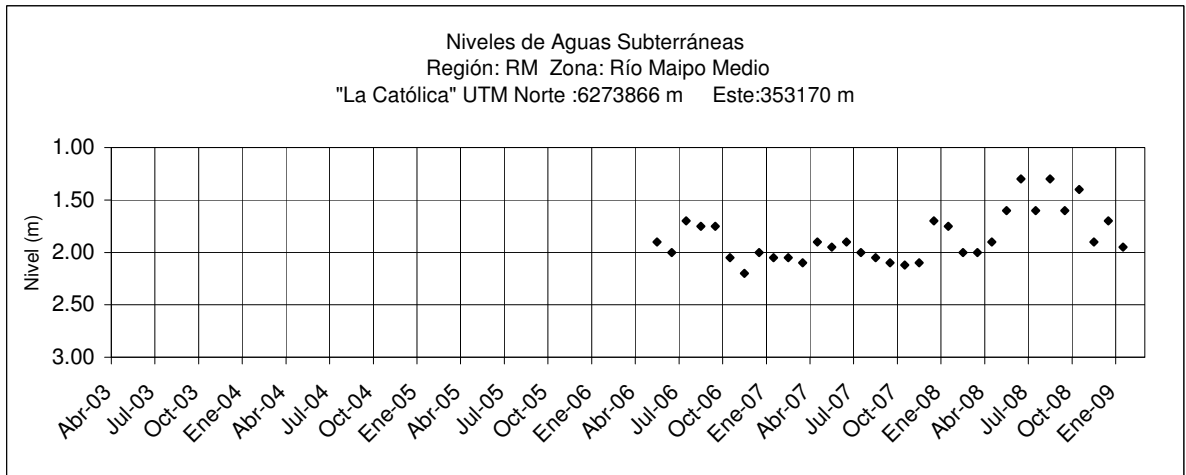 Niveles de Aguas Subterráneas
Región: RM  Zona: Río Maipo Medio
"La Católica" UTM Norte :6273866 m     Este:353170 m
1.00
1.50
2.00
2.50
3.00
Nivel (m)
Abr-03
Jul-03
Oct-03
Ene-04
Abr-04
Jul-04
Oct-04
Ene-05
Abr-05
Jul-05
Oct-05
Ene-06
Abr-06
Jul-06
Oct-06
Ene-07
Abr-07
Jul-07
Oct-07
Ene-08
Abr-08
Jul-08
Oct-08
Ene-09